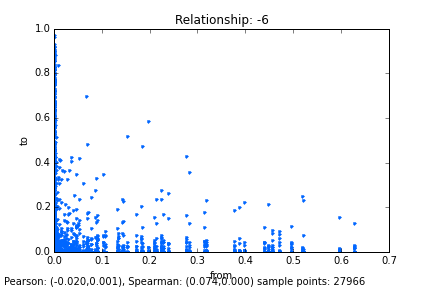 Relationship: -6
1.0
0.8
0.6
0.4
0.2
0.0
to
0.0 0.1 0.2 0.3 0.4 0.5 0.6 0.7
from
Pearson: (-0.020,0.001), Spearman: (0.074,0.000) sample points: 27966